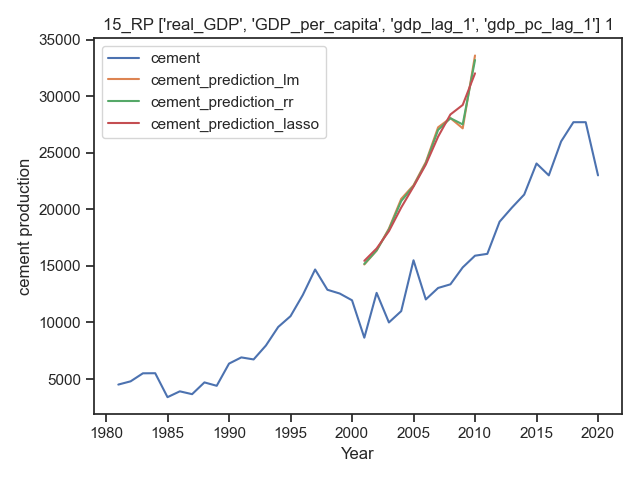 15_RP ['real_GDP', 'GDP_per_capita', 'gdp_lag_1', 'gdp_pc_lag_1'] 1
cement
cement_prediction_lm
cement_prediction_rr
cement_prediction_lasso
35000
30000
25000
20000
15000
10000
5000
cement production
1980 1985 1990 1995 2000 2005 2010 2015 2020
Year